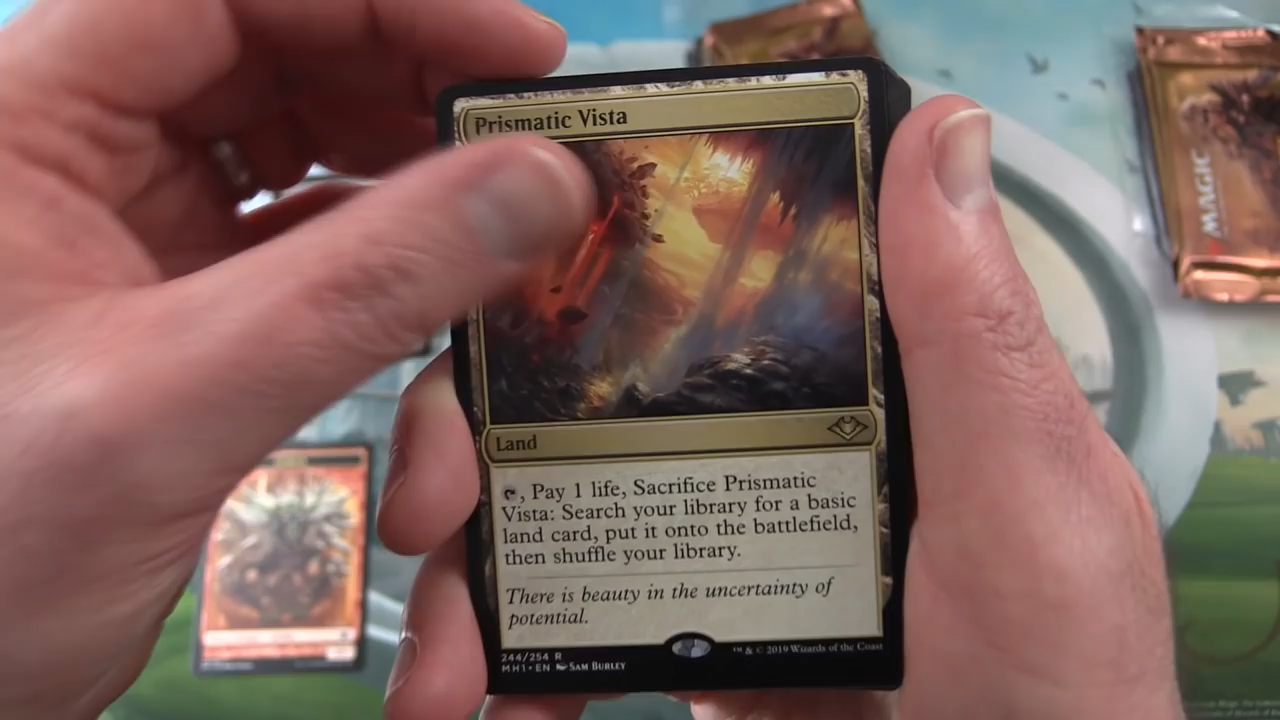 Prismatic Vista
MAGIC
Land
, Pay 1 life, Sacrifice Prismatic
Vista: Search your library for a basic
land card, put it onto the battlefield,
then shuffle your library.
There is beauty in the uncertainty of
potential.
244/254 R
MH1 • EN SAM BURLEY
™ & © 2019 Wizards of the Coast